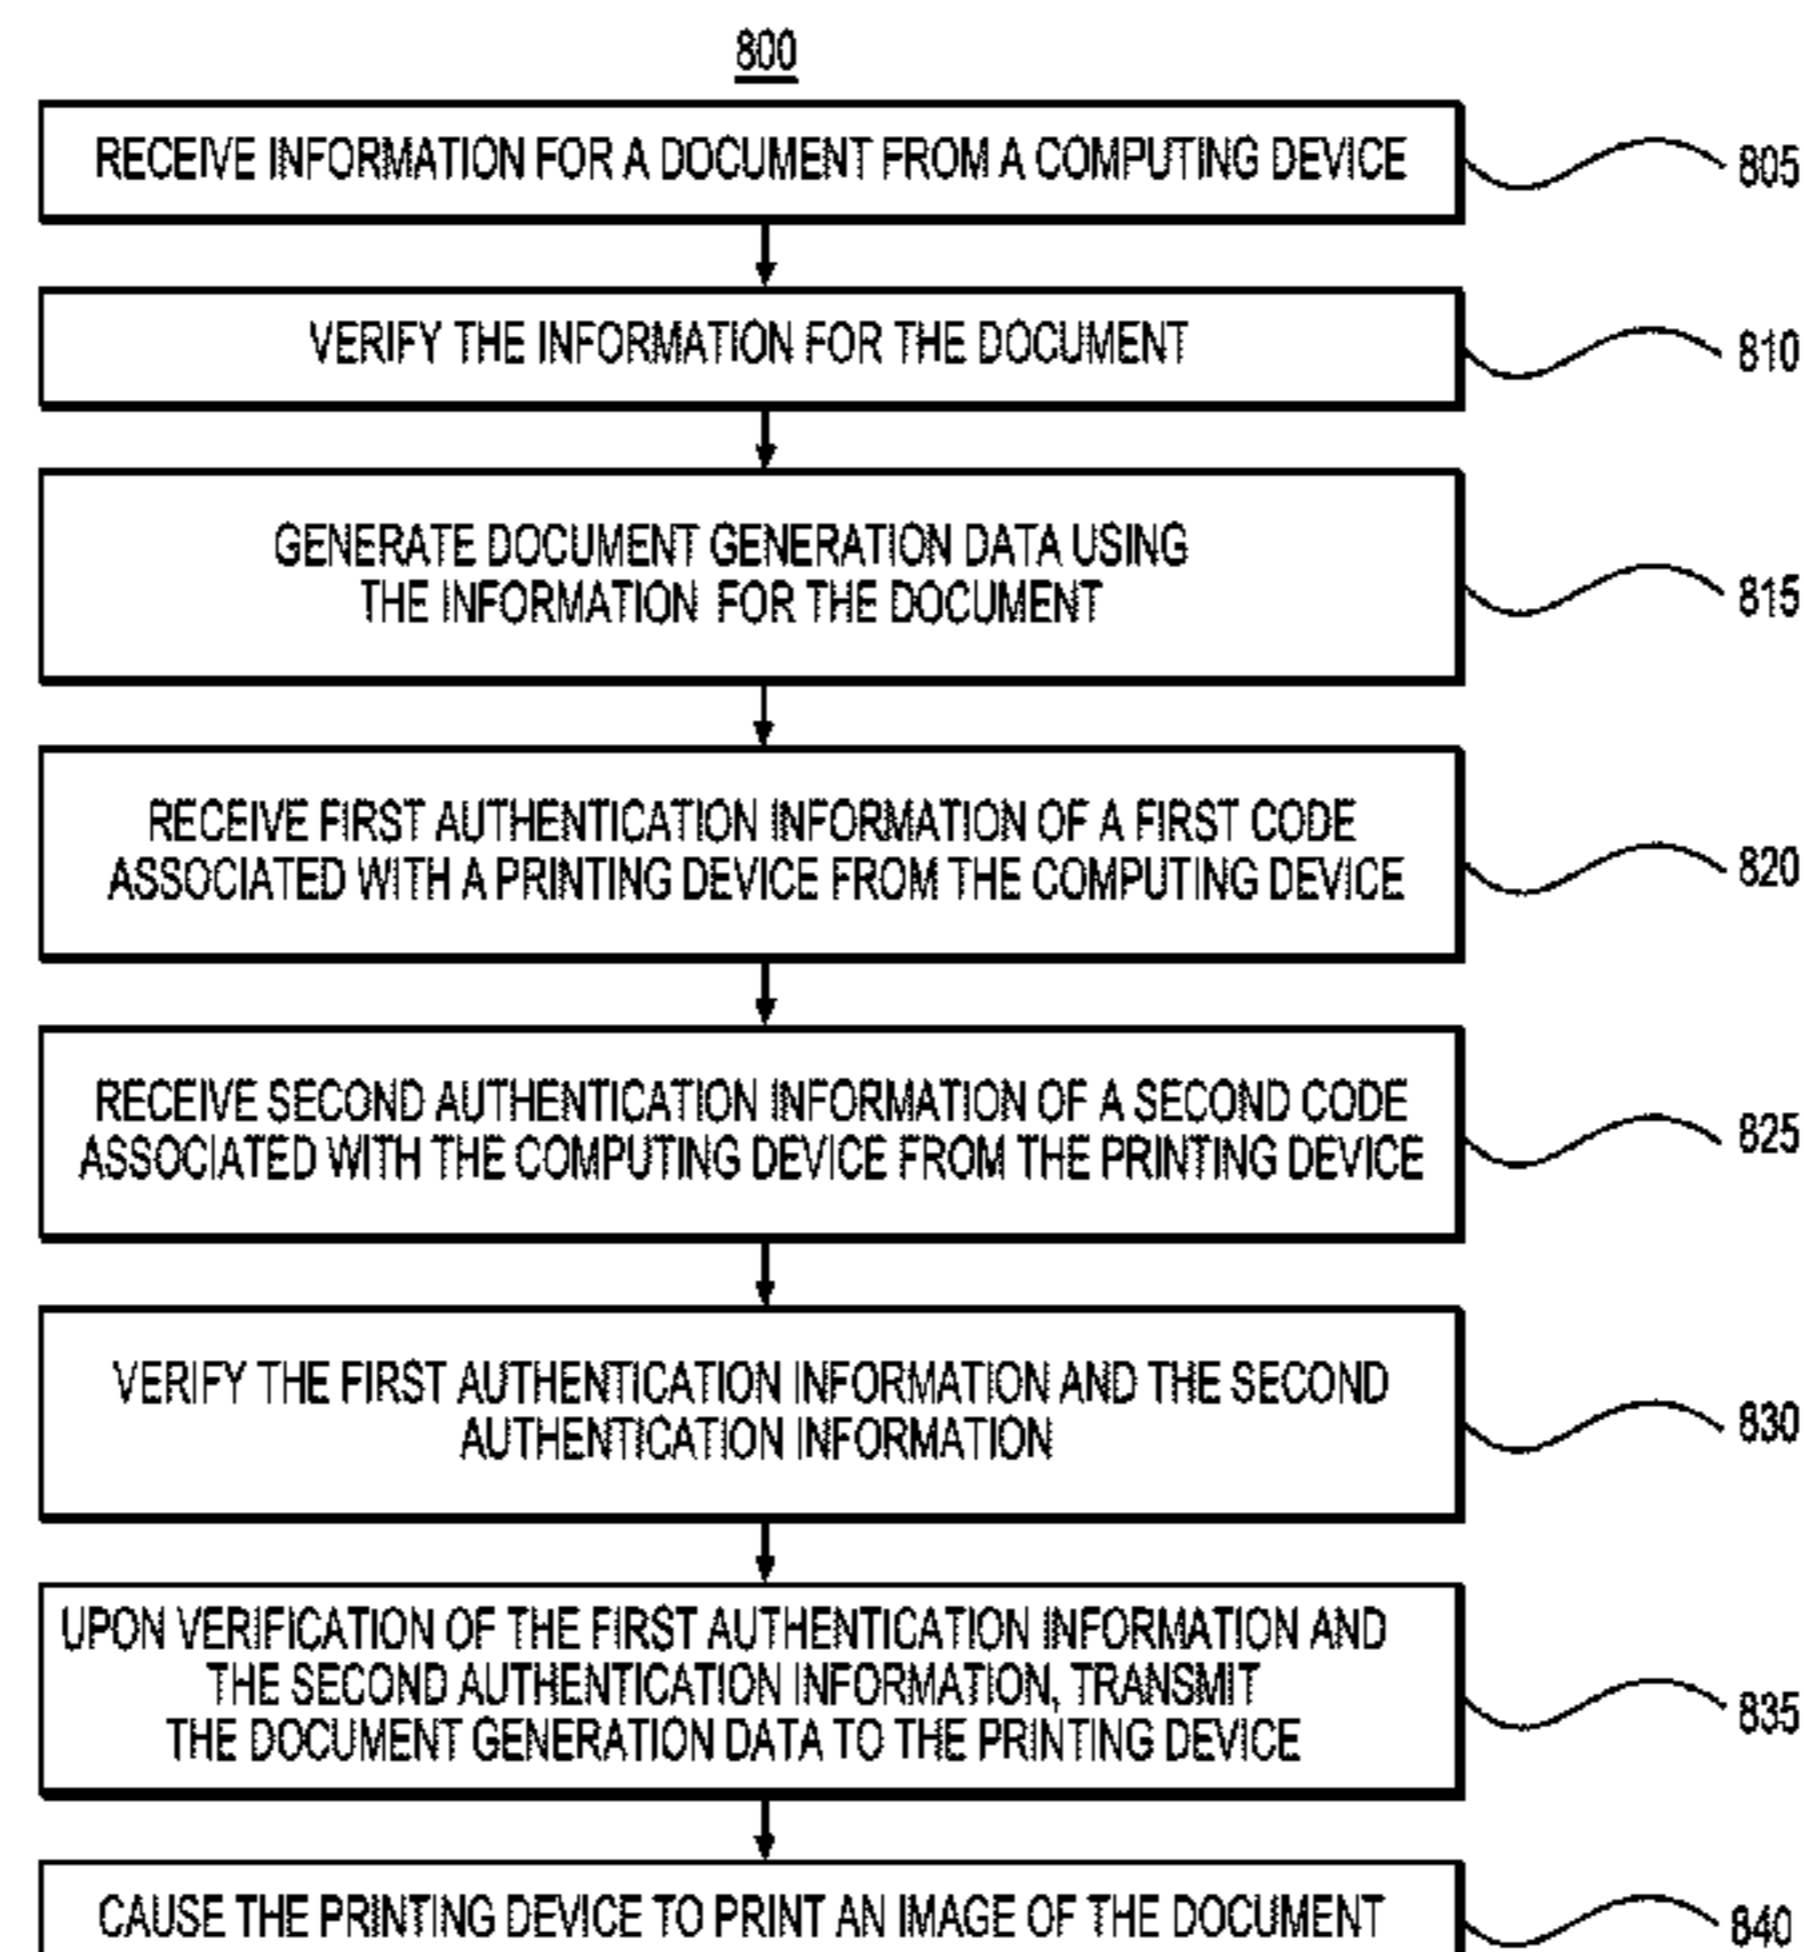 800
RECEIVE INFORMATION FOR A DOCUMENT FROM A COMPUTING DEVICE
805
VERIFY THE INFORMATION FOR THE DOCUMENT
810
GENERATE DOCUMENT GENERATION DATA USING
THE INFORMATION FOR THE DOCUMENT
815
RECEIVE FIRST AUTHENTICATION INFORMATION OF A FIRST CODE
ASSOCIATED WITH A PRINTING DEVICE FROM THE COMPUTING DEVICE
820
RECEIVE SECOND AUTHENTICATION INFORMATION OF A SECOND CODE
ASSOCIATED WITH THE COMPUTING DEVICE FROM THE PRINTING DEVICE
825
VERIFY THE FIRST AUTHENTICATION INFORMATION AND THE SECOND
AUTHENTICATION INFORMATION
830
UPON VERIFICATION OF THE FIRST AUTHENTICATION INFORMATION AND
THE SECOND AUTHENTICATION INFORMATION, TRANSMIT
THE DOCUMENT GENERATION DATA TO THE PRINTING DEVICE
835
CAUSE THE PRINTING DEVICE TO PRINT AN IMAGE OF THE DOCUMENT
840